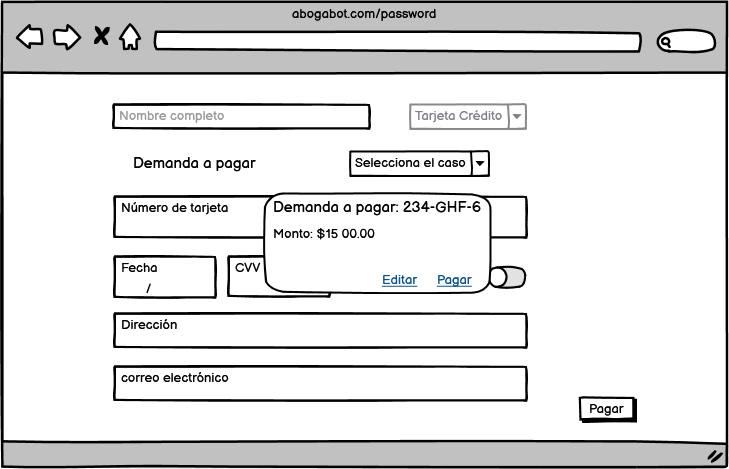 abogabot.com/password
Nombre completo
Tarjeta Crédito
Demanda a pagar
Selecciona el caso
Número de tarjeta
Demanda a pagar: 234-GHF-6
Monto: $15 00.00
Fecha
CVV
/
Editar
Pagar
Dirección
correo electrónico
Pagar